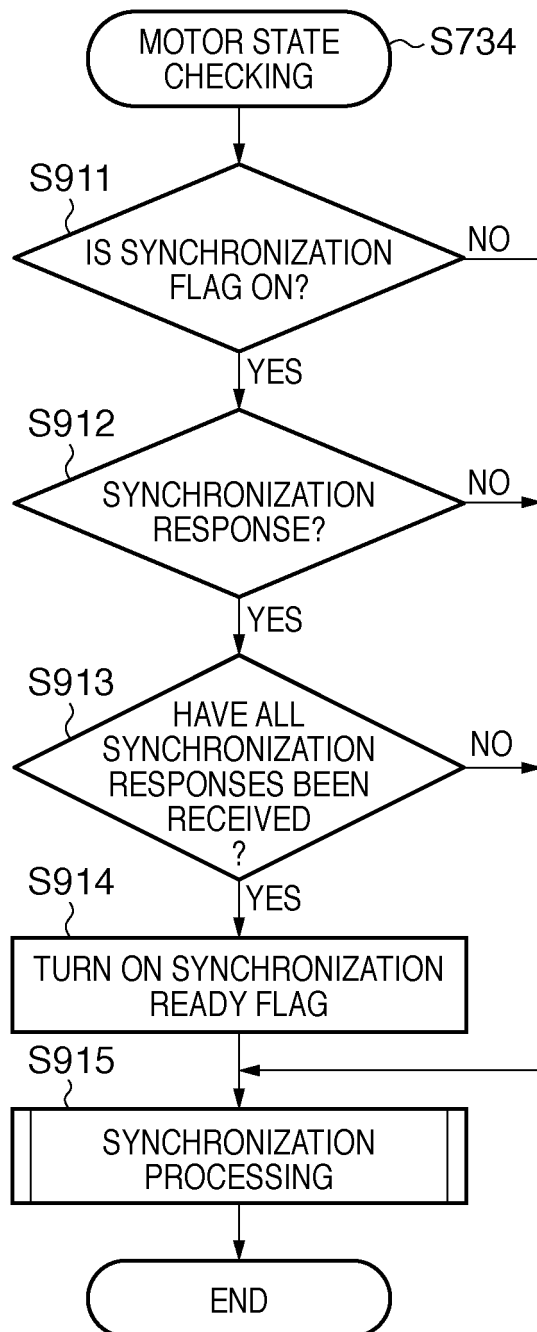 MOTOR STATE
CHECKING
S734
S911
IS SYNCHRONIZATION
FLAG ON?
NO
YES
S912
SYNCHRONIZATION
RESPONSE?
NO
YES
S913
HAVE ALL
SYNCHRONIZATION
RESPONSES BEEN
RECEIVED
?
NO
YES
S914
TURN ON SYNCHRONIZATION
READY FLAG
S915
SYNCHRONIZATION
PROCESSING
END